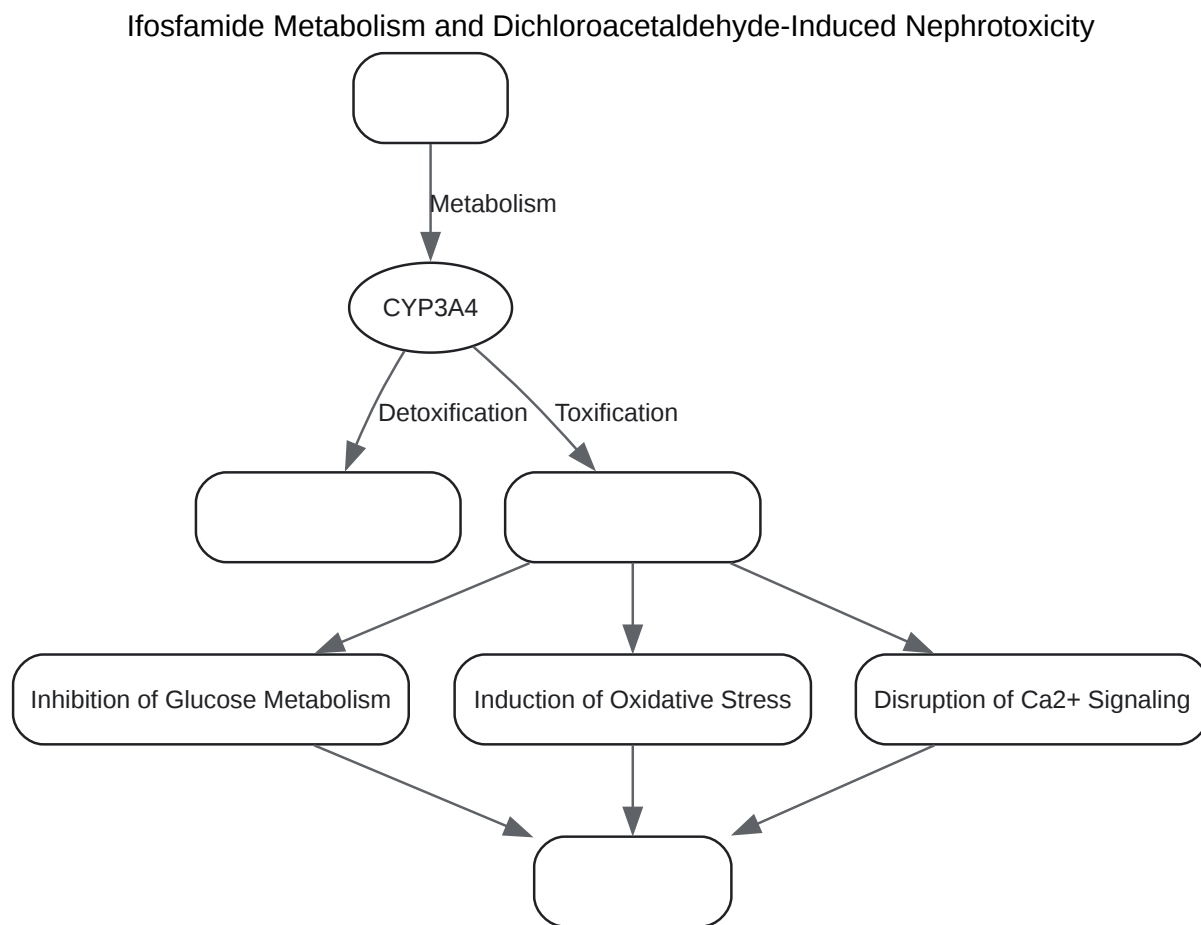 Ifosfamide Metabolism and Dichloroacetaldehyde-Induced Nephrotoxicity
Metabolism
CYP3A4
Detoxification
Toxification
Inhibition of Glucose Metabolism
Induction of Oxidative Stress
Disruption of Ca2+ Signaling